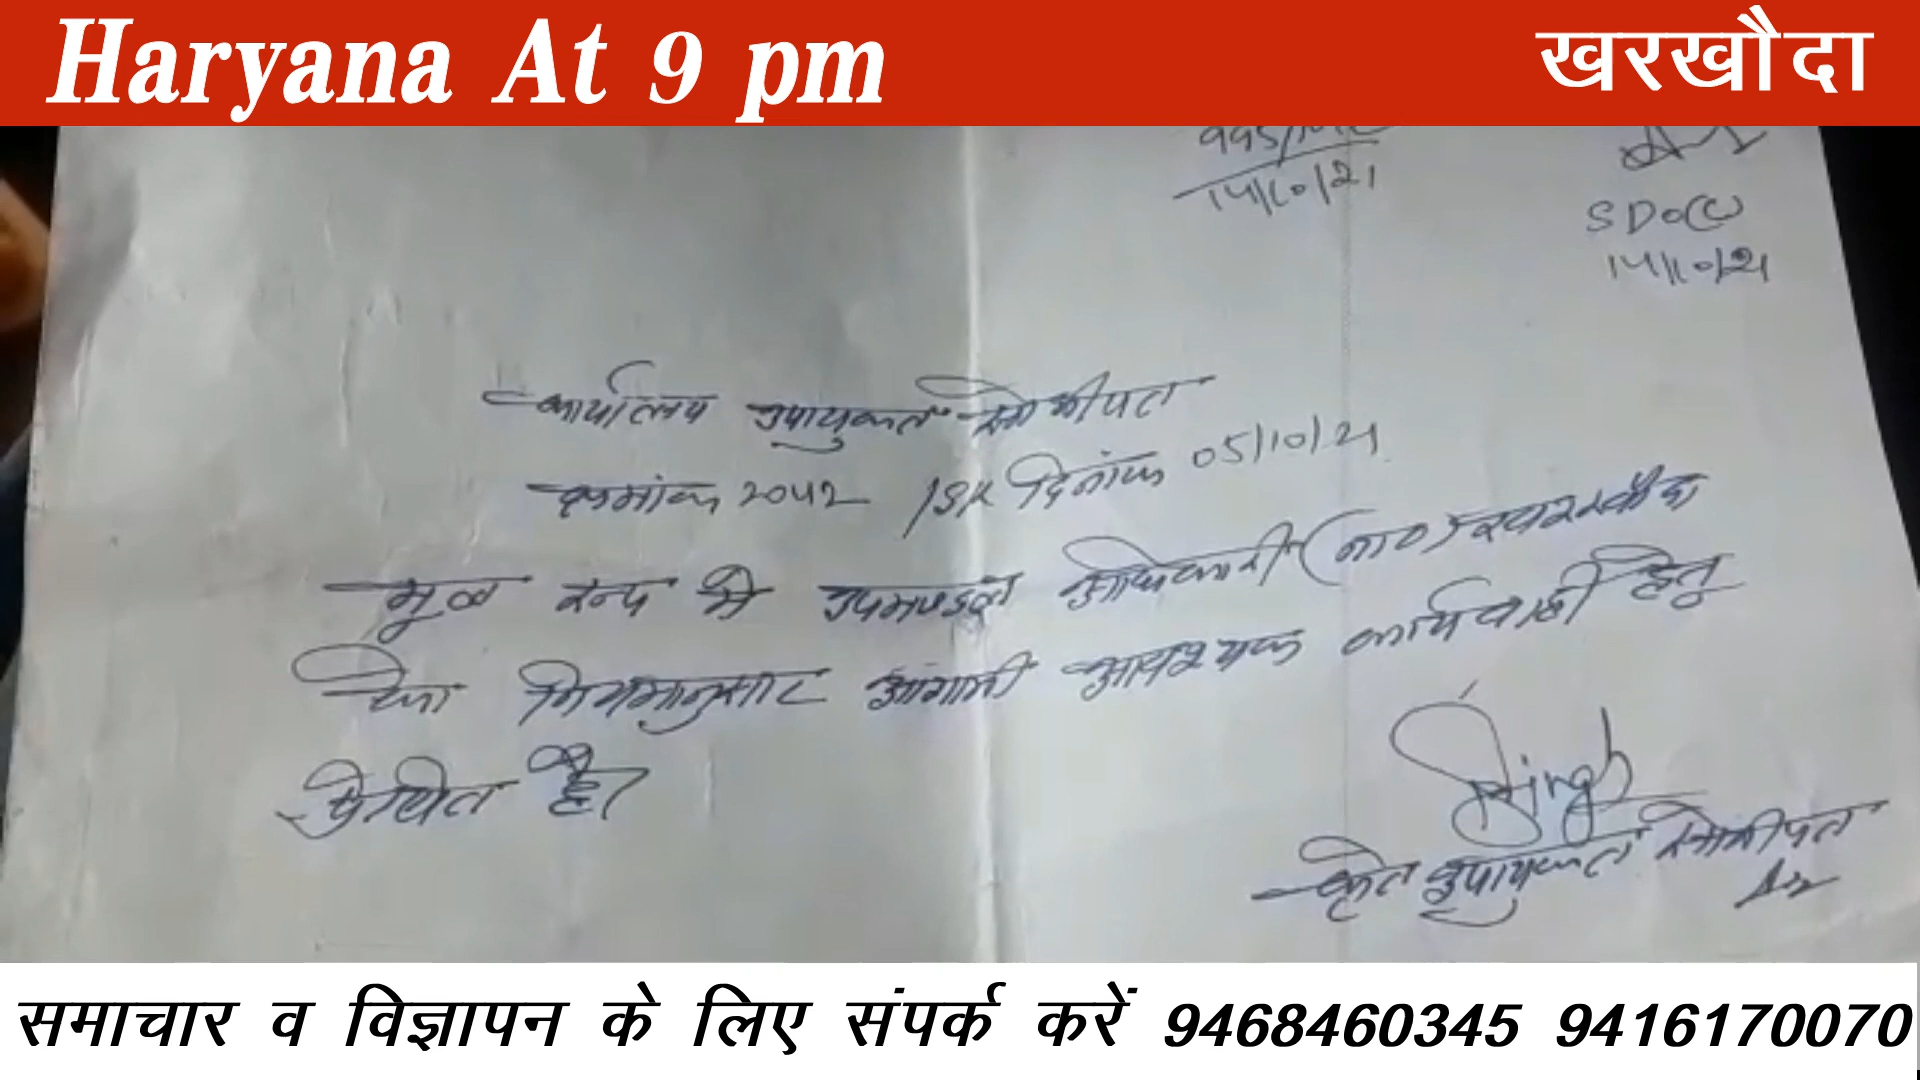 Haryana At 9 pm
खरखौदा
14/10/21
SDO(C)
14/10/21
कार्यालय उपायुक्त सोनीपत
क्रमांक 2042 /SK दिनांक 05/10/21
मूल रूप में उपमण्डल अधिकारी (ना०) खरखौदा
को नियमानुसार आगामी आवश्यक कार्यवाही हेतु
प्रेषित है।
Singh
कृते उपायुक्त सोनीपत
समाचार व विज्ञापन के लिए संपर्क करें 9468460345 9416170070